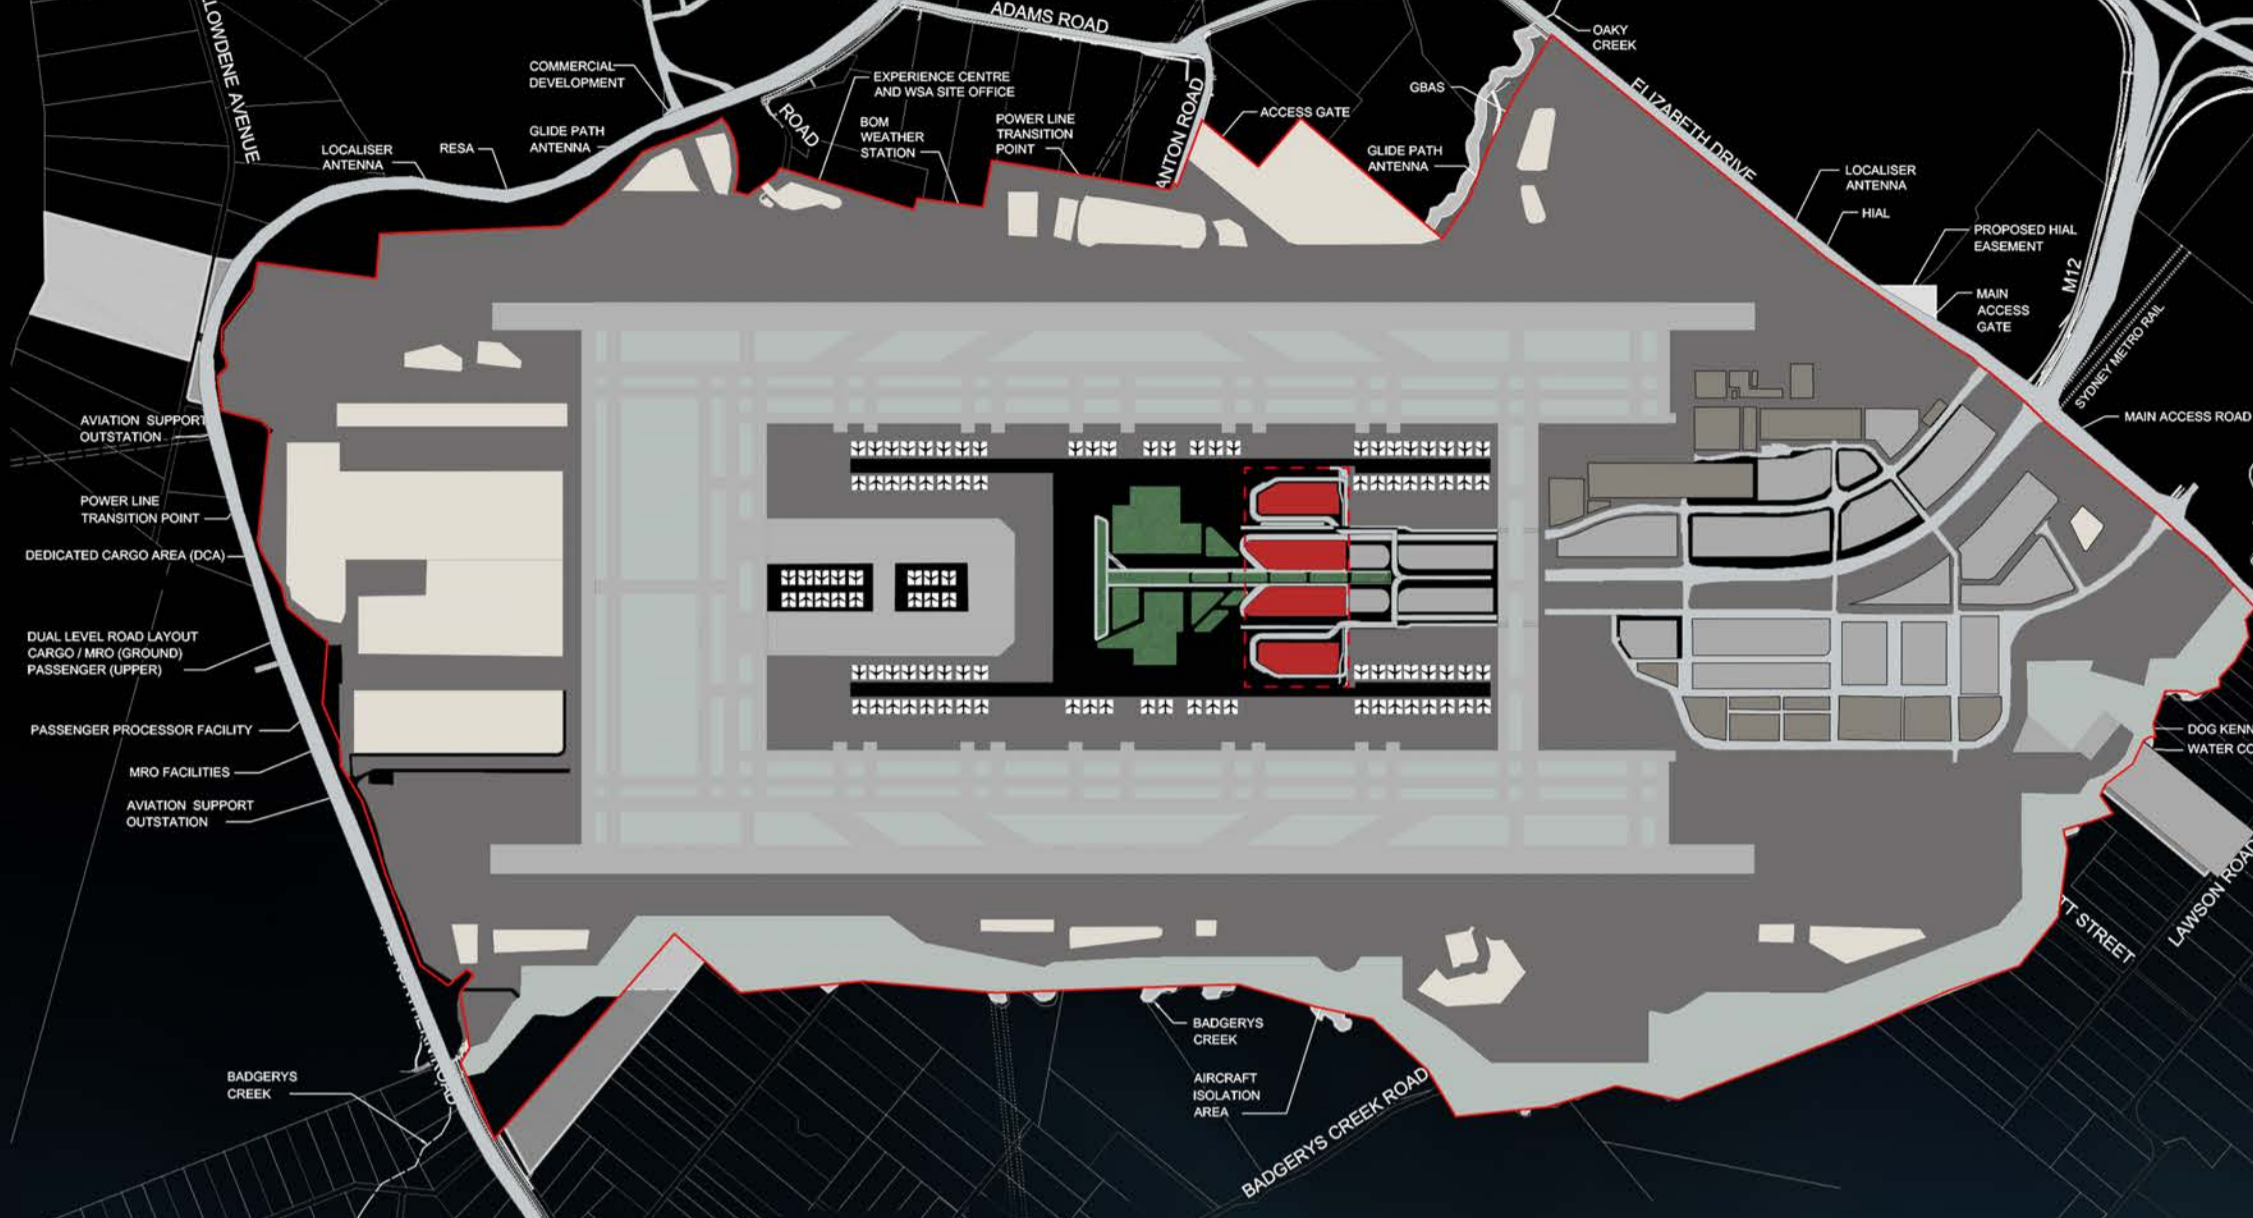 ADAMS ROAD
OAKY
CREEK
COMMERCIAL
DEVELOPMENT
EXPERIENCE CENTRE
AND WSA SITE OFFICE
GBAS
ELIZABETH DRIVE
ROAD
ACCESS GATE
BOM
WEATHER
STATION
POWER LINE
TRANSITION
POINT
GLIDE PATH
ANTENNA
RESA
LOCALISER
ANTENNA
GLIDE PATH
ANTENNA
LOCALISER
ANTENNA
HIAL
PROPOSED HIAL
EASEMENT
M12
MAIN
ACCESS
GATE
SYDNEY METRO RAIL
MAIN ACCESS ROAD
AVIATION SUPPORT
OUTSTATION
POWER LINE
TRANSITION POINT
DEDICATED CARGO AREA (DCA)
DUAL LEVEL ROAD LAYOUT
CARGO / MRO (GROUND)
PASSENGER (UPPER)
PASSENGER PROCESSOR FACILITY
MRO FACILITIES
AVIATION SUPPORT
OUTSTATION
DOG KENN
WATER CO
LAWSON ROAD
TT STREET
BADGERYS
CREEK
BADGERYS
CREEK
AIRCRAFT
ISOLATION
AREA
BADGERYS CREEK ROAD